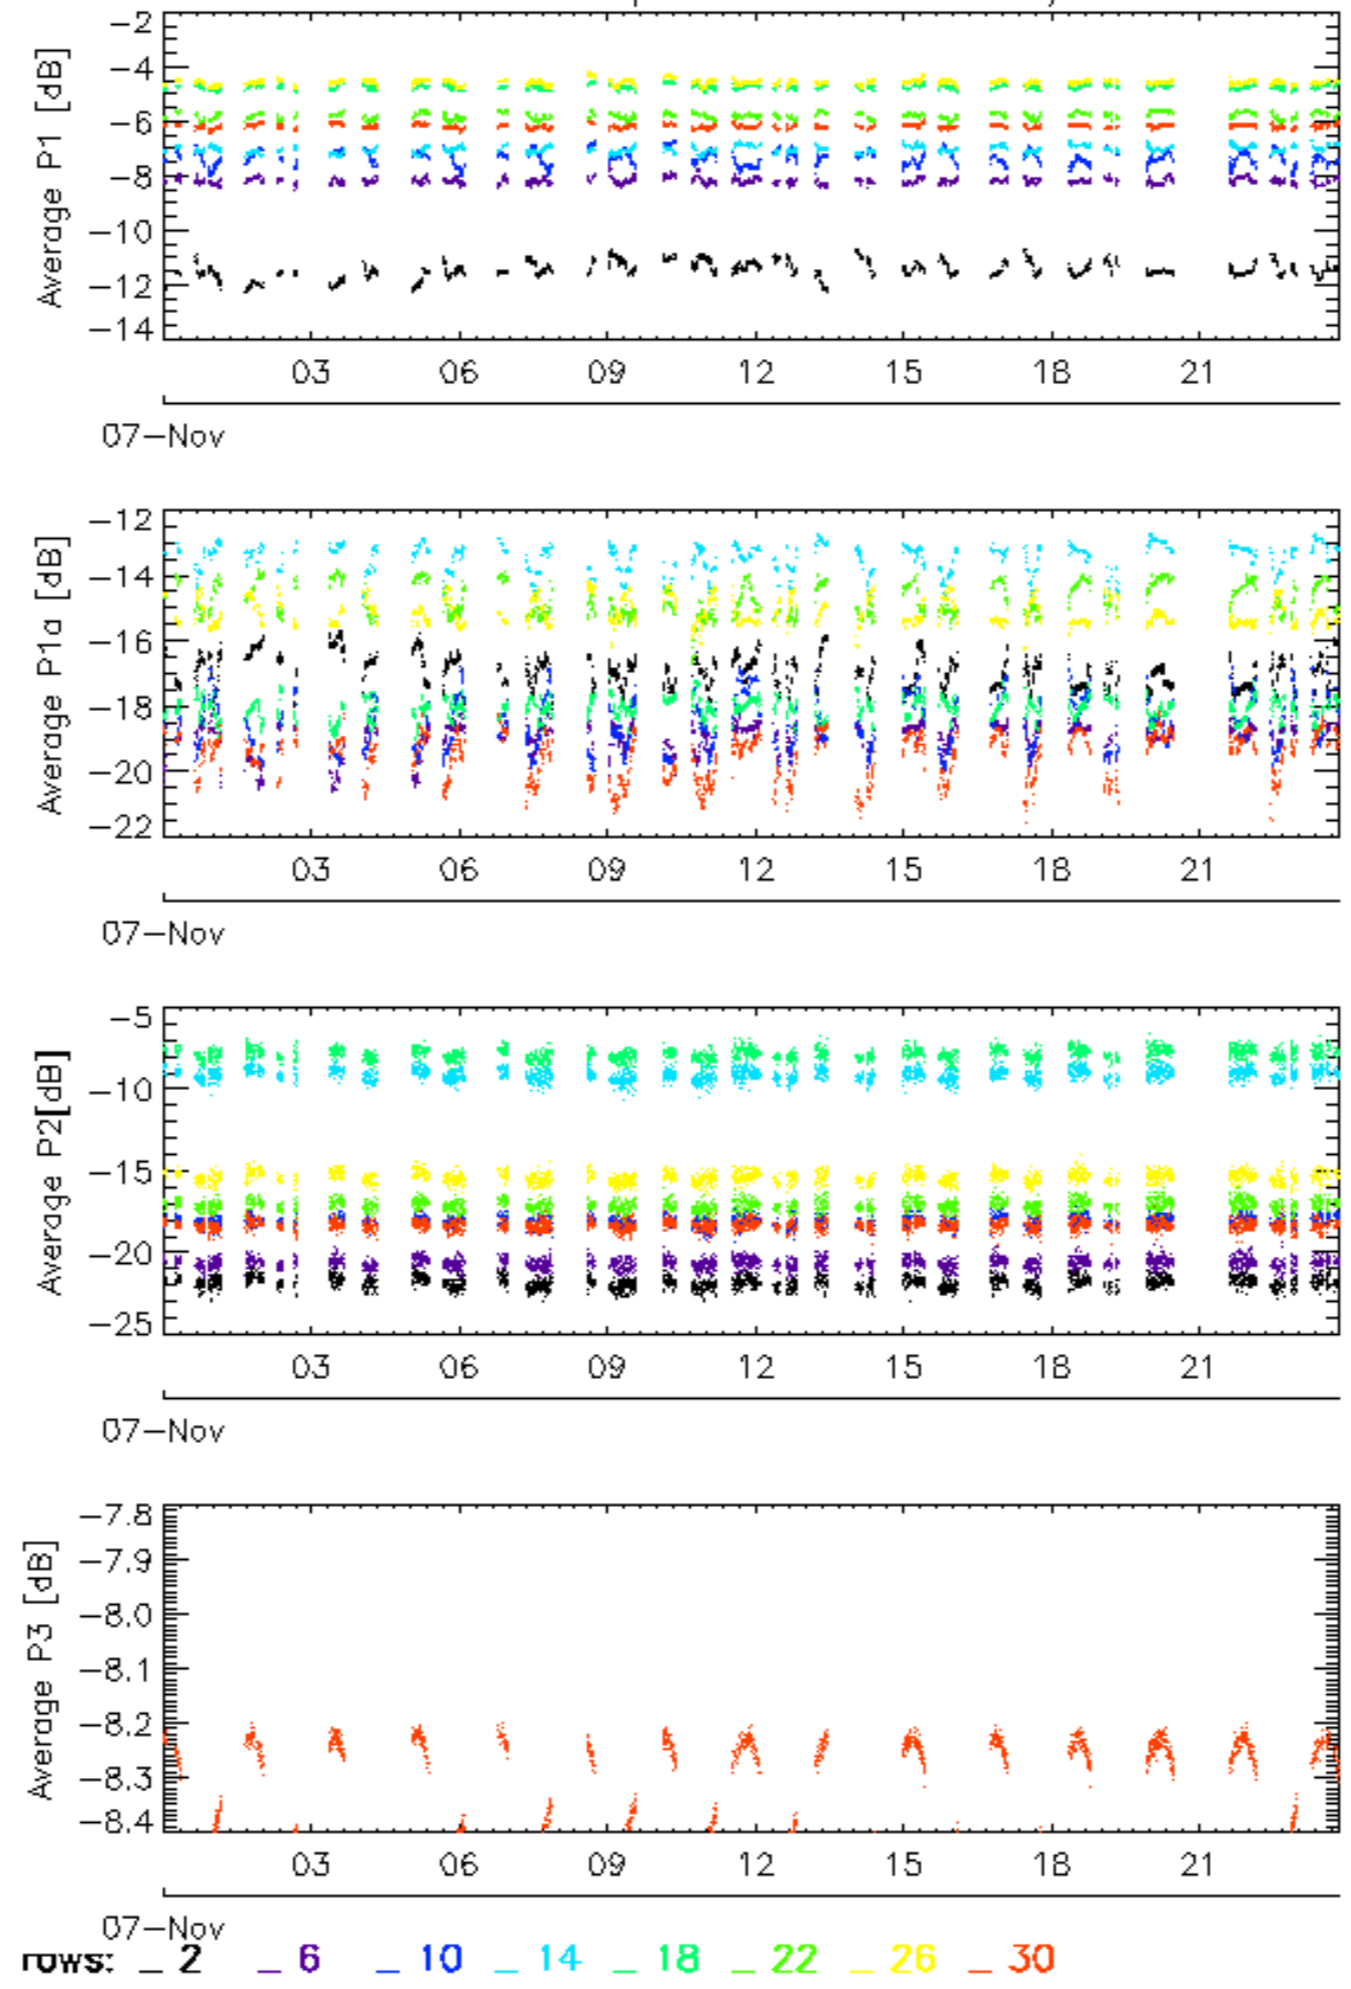 Average P1 [dB]
-2
-4
-6
-8
-10
-12
-14
03 06 09 12 15 18 21
07-Nov
Average P1a [dB]
-12
-14
-16
-18
-20
-22
03 06 09 12 15 18 21
07-Nov
Average P2[dB]
-5
-10
-15
-20
-25
03 06 09 12 15 18 21
07-Nov
Average P3 [dB]
-7.8
-7.9
-8.0
-8.1
-8.2
-8.3
-8.4
03 06 09 12 15 18 21
07-Nov
rows: _ 2 _ 6 _ 10 _ 14 _ 18 _ 22 _ 26 _ 30